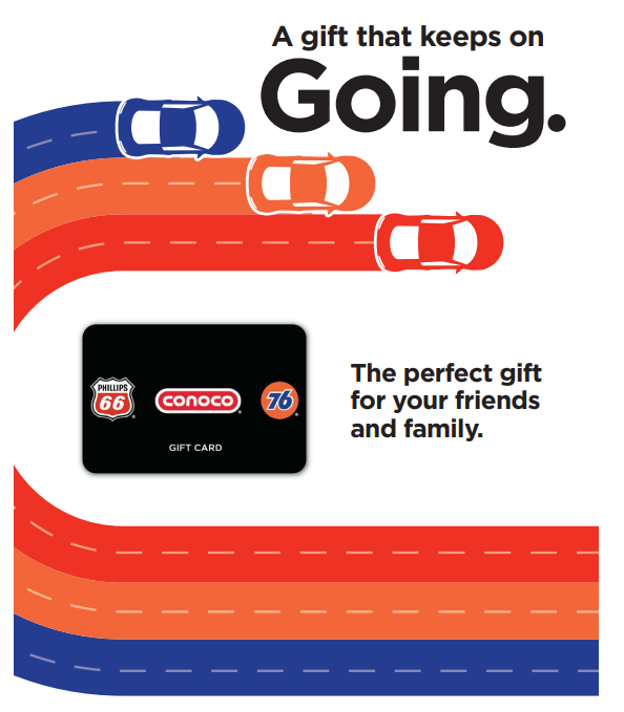 A gift that keeps on
Going.
PHILLIPS
66
CONOCO
76
GIFT CARD
The perfect gift
for your friends
and family.